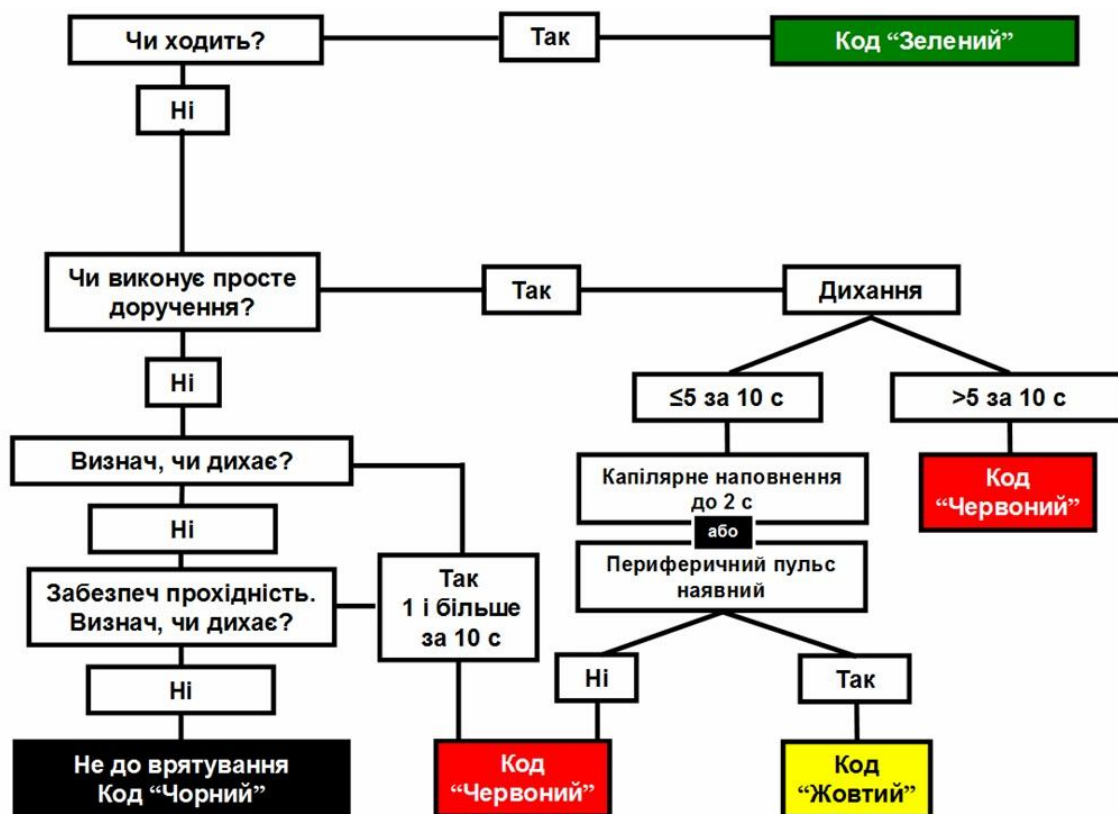 Чи ходить?
Так
Код “Зелений”
Ні
Чи виконує просте
доручення?
Так
Дихання
Ні
≤5 за 10 с
>5 за 10 с
Визнач, чи дихає?
Капілярне наповнення
до 2 с
Код
“Червоний”
Ні
або
Забезпеч прохідність.
Визнач, чи дихає?
Так
1 і більше
за 10 с
Периферичний пульс
наявний
Ні
Ні
Так
Не до врятування
Код “Чорний”
Код
“Червоний”
Код
“Жовтий”